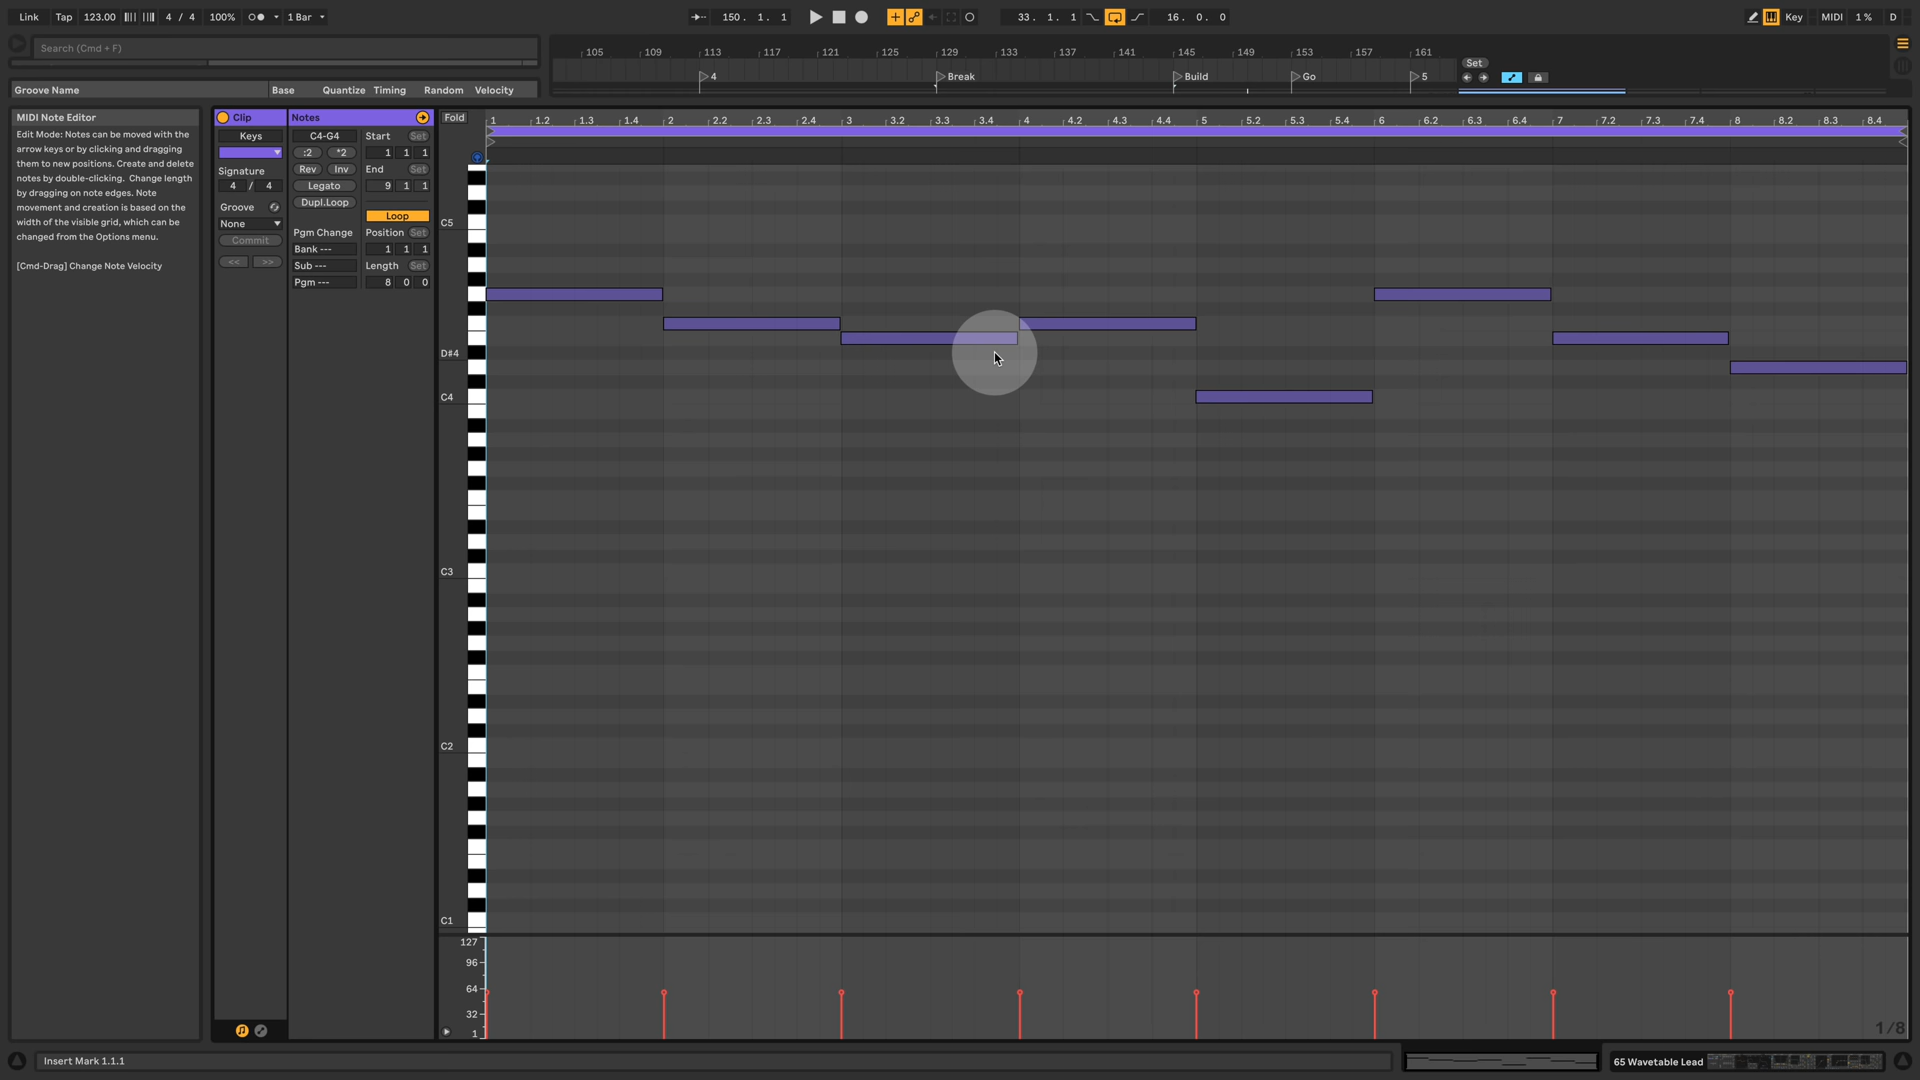 Link Tap 123.00 4 / 4 100% 1 Bar 150. 1. 1 33. 1. 1 16. 0. 0 Key MIDI 1 % D
Search (Cmd + F)
105 109 113 117 121 125 129 133 137 141 145 149 153 157 161
Set
4 Break Build Go 5
Groove Name Base Quantize Timing Random Velocity
MIDI Note Editor
Edit Mode: Notes can be moved with the
arrow keys or by clicking and dragging
them to new positions. Create and delete
notes by double-clicking. Change length
by dragging on note edges. Note
movement and creation is based on the
width of the visible grid, which can be
changed from the Options menu.
[Cmd-Drag] Change Note Velocity
Clip
Keys
Signature
4 / 4
Groove
None
Commit
<< >>
Notes
C4-G4
:2 *2
Rev Inv
Legato
Dupl.Loop
Pgm Change
Bank ---
Sub ---
Pgm ---
Start Set
1 1 1
End Set
9 1 1
Loop
Position Set
1 1 1
Length Set
8 0 0
Fold
1 1.2 1.3 1.4 2 2.2 2.3 2.4 3 3.2 3.3 3.4 4 4.2 4.3 4.4 5 5.2 5.3 5.4 6 6.2 6.3 6.4 7 7.2 7.3 7.4 8 8.2 8.3 8.4
C5
D#4
C4
C3
C2
C1
127
96
64
32
1
1/8
Insert Mark 1.1.1
65 Wavetable Lead